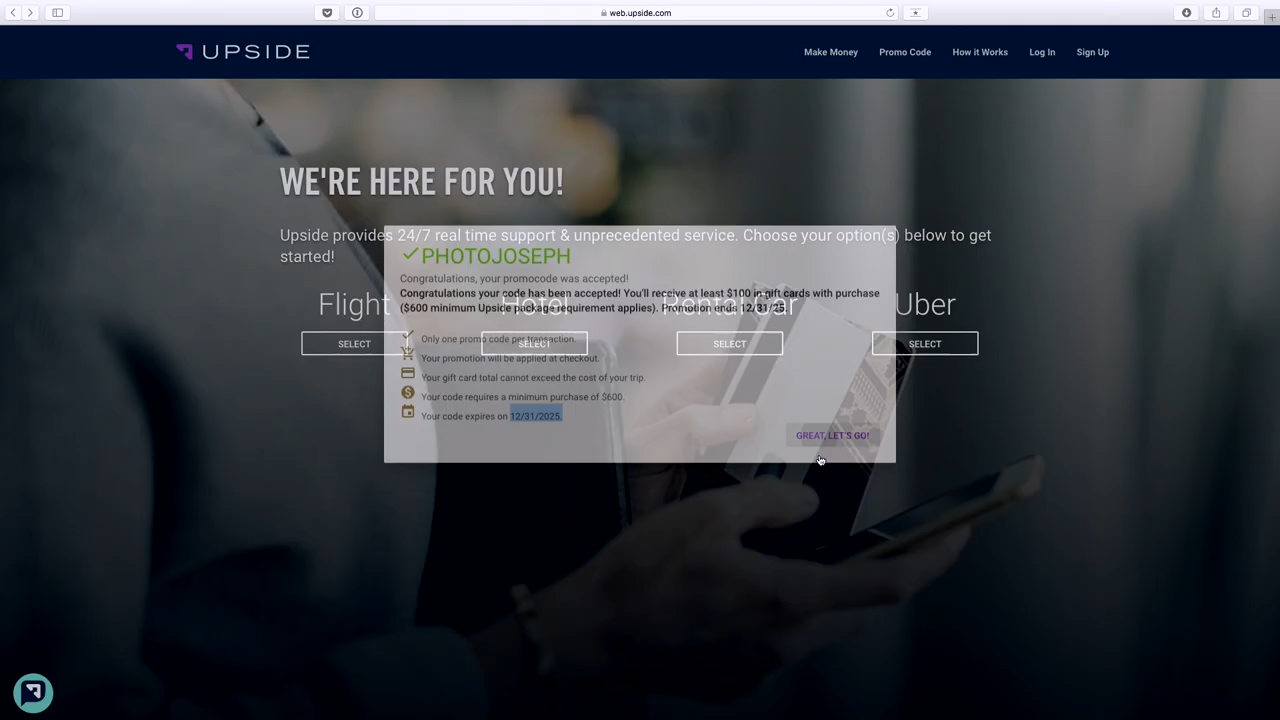 web.upside.com
UPSIDE
Make Money Promo Code How it Works Log In Sign Up
WE'RE HERE FOR YOU!
Upside provides 24/7 real time support & unprecedented service. Choose your option(s) below to get
started!
PHOTOJOSEPH
Congratulations, your promocode was accepted!
Congratulations your code has been accepted! You'll receive at least $100 in gift cards with purchase
($600 minimum Upside package requirement applies). Promotion ends 12/31/25.
Flight Hotel Rental Car Uber
SELECT SELECT SELECT SELECT
Only one promo code per transaction.
Your promotion will be applied at checkout.
Your gift card total cannot exceed the cost of your trip.
Your code requires a minimum purchase of $600.
Your code expires on 12/31/2025.
GREAT, LET'S GO!